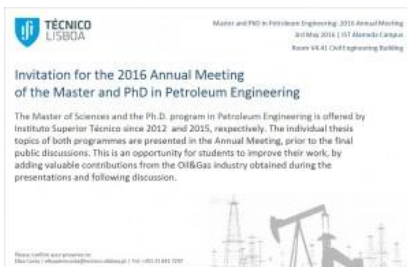 TÉCNICO
LISBOA
Master and PhD in Petroleum Engineering: 2016 Annual Meeting
3rd May 2016 | IST Alameda Campus
Room V4.41 Civil Engineering Building
Invitation for the 2016 Annual Meeting
of the Master and PhD in Petroleum Engineering
The Master of Sciences and the Ph.D. program in Petroleum Engineering is offered by
Instituto Superior Técnico since 2012 and 2015, respectively. The individual thesis
topics of both programmes are presented in the Annual Meeting, prior to the final
public discussions. This is an opportunity for students to improve their work, by
adding valuable contributions from the Oil&Gas industry obtained during the
presentations and following discussion.
Please confirm your presence to: